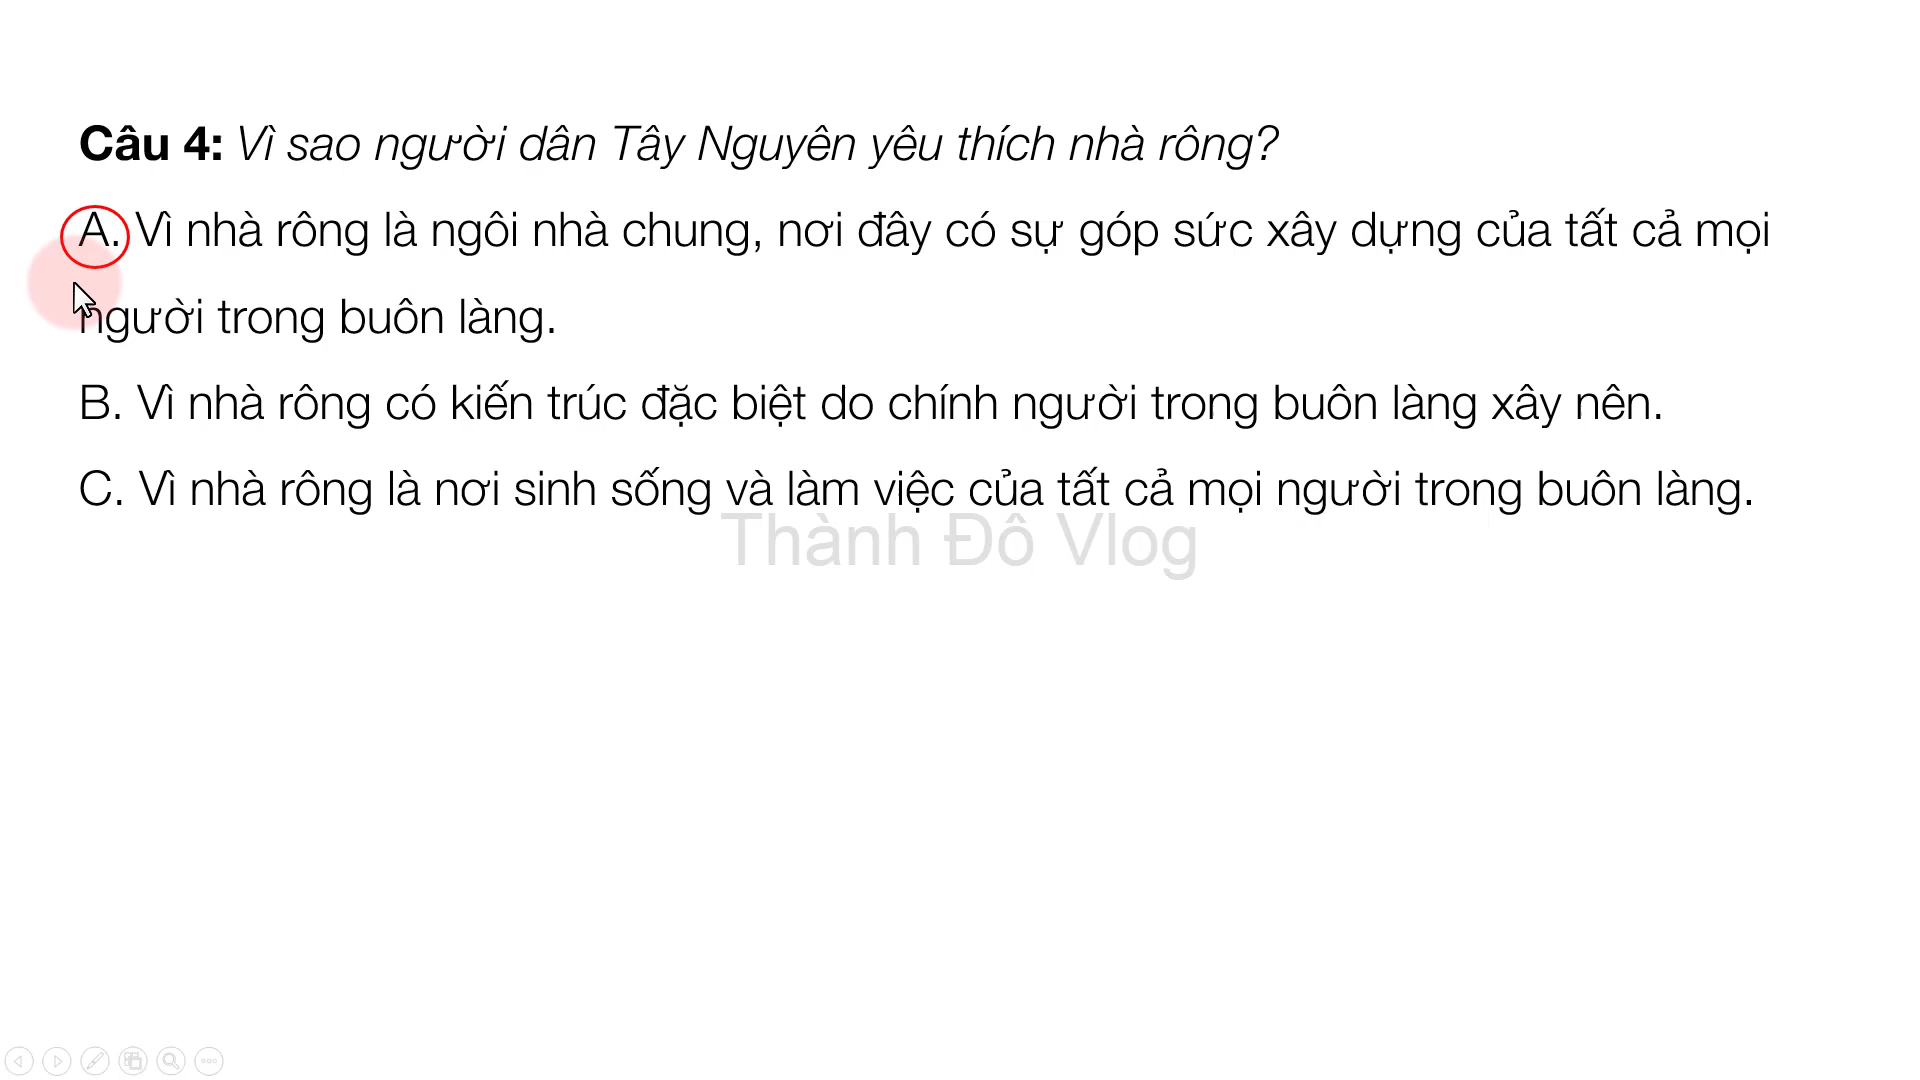 Câu 4: Vì sao người dân Tây Nguyên yêu thích nhà rông?
A. Vì nhà rông là ngôi nhà chung, nơi đây có sự góp sức xây dựng của tất cả mọi
người trong buôn làng.
B. Vì nhà rông có kiến trúc đặc biệt do chính người trong buôn làng xây nên.
C. Vì nhà rông là nơi sinh sống và làm việc của tất cả mọi người trong buôn làng.
Thành Đô Vlog